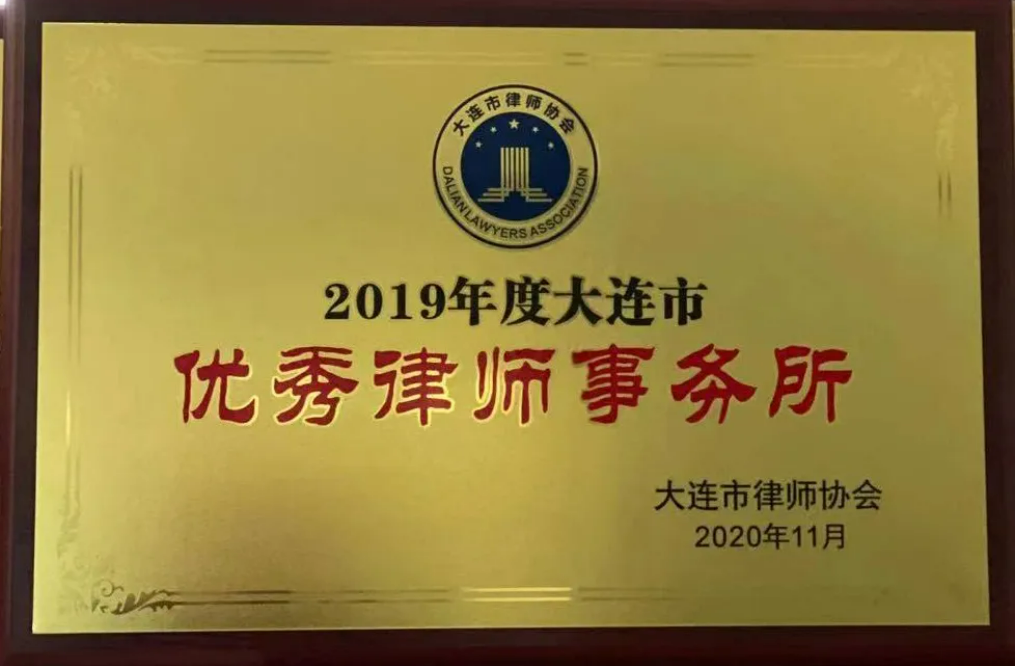 大连市律师协会
DALIAN LAWYERS ASSOCIATION
2019年度大连市
优秀律师事务所
大连市律师协会
2020年11月